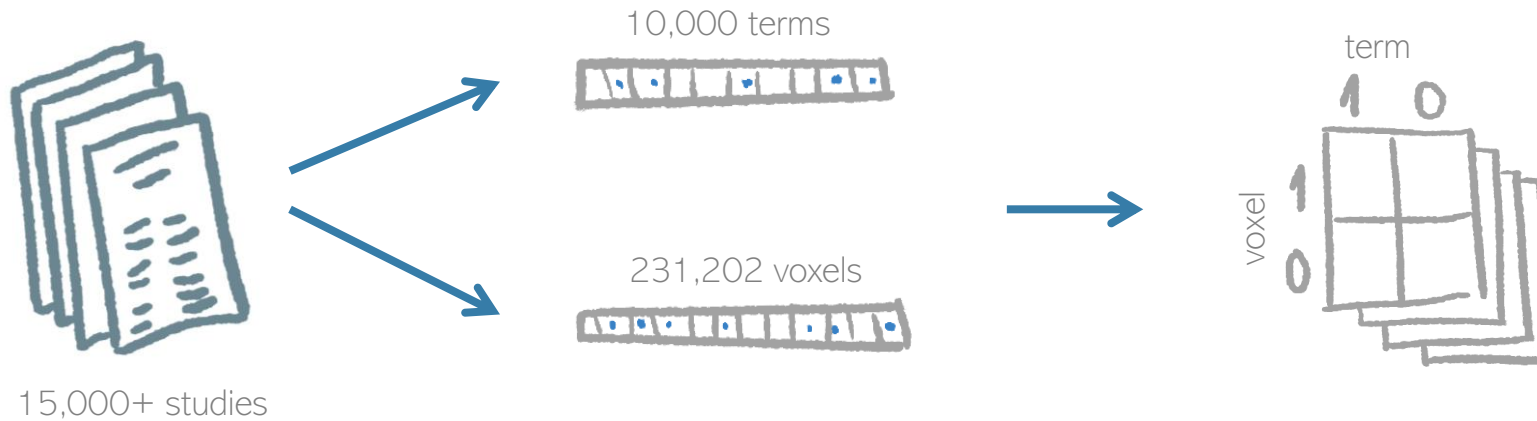 10,000 terms
15,000+ studies
231,202 voxels
term
1 0
voxel
1
0